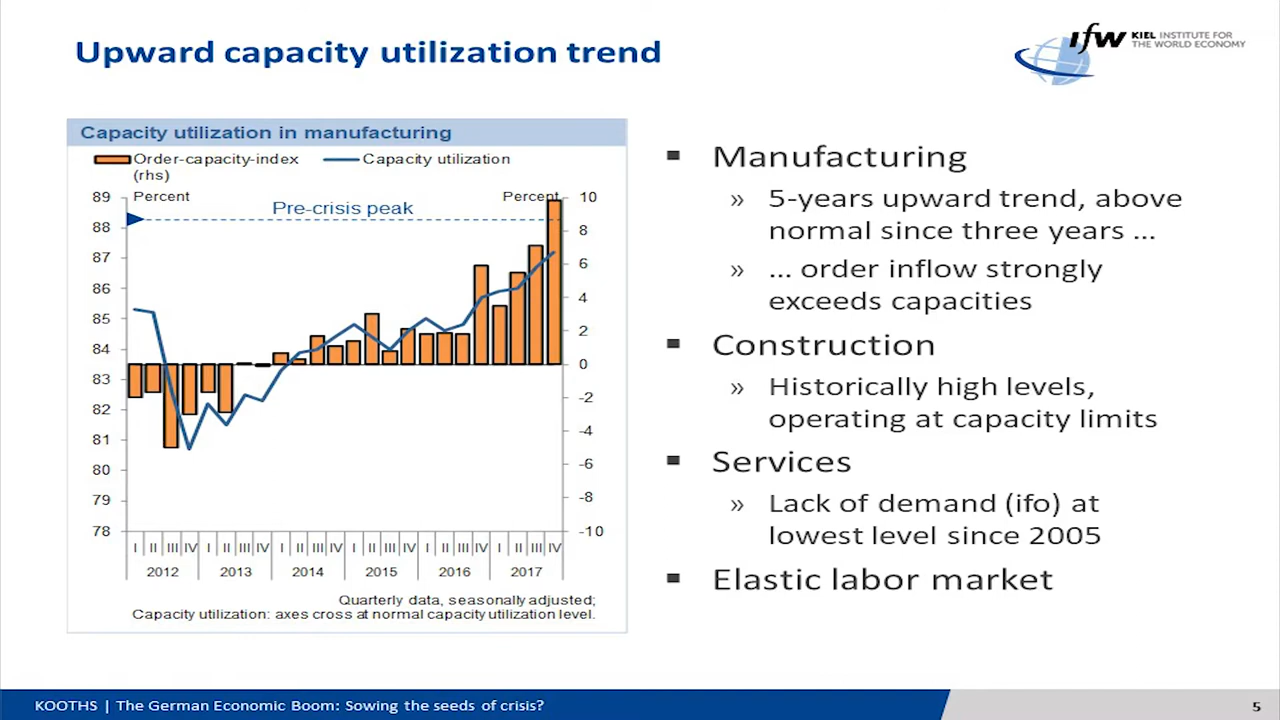 Upward capacity utilization trend
ifw KIEL INSTITUTE FOR
THE WORLD ECONOMY
Capacity utilization in manufacturing
Order-capacity-index
(rhs)
Capacity utilization
Percent
Percent
Pre-crisis peak
89
88
87
86
85
84
83
82
81
80
79
78
10
8
6
4
2
0
-2
-4
-6
-8
-10
I II III IV I II III IV I II III IV I II III IV I II III IV I II III IV
2012 2013 2014 2015 2016 2017
Quarterly data, seasonally adjusted;
Capacity utilization: axes cross at normal capacity utilization level.
▪ Manufacturing
» 5-years upward trend, above
normal since three years ...
» ... order inflow strongly
exceeds capacities
▪ Construction
» Historically high levels,
operating at capacity limits
▪ Services
» Lack of demand (ifo) at
lowest level since 2005
▪ Elastic labor market
KOOTHS | The German Economic Boom: Sowing the seeds of crisis?
5